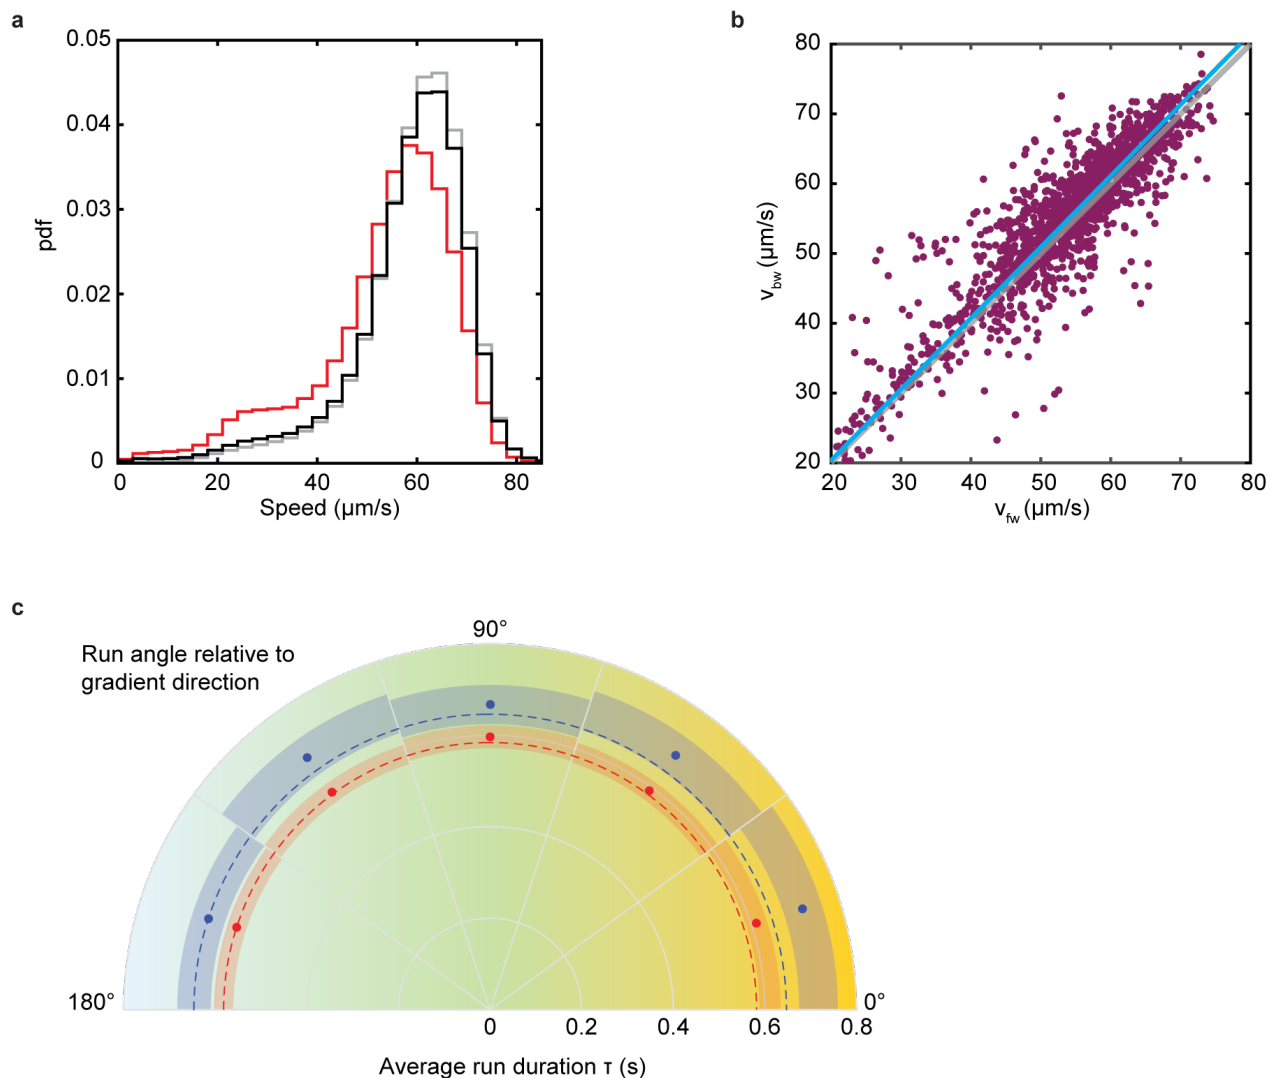 a
0.05
0.04
0.03
0.02
0.01
0
pdf
0 20 40 60 80
Speed (µm/s)
b
80
70
60
50
40
30
20
v_bw (µm/s)
20 30 40 50 60 70 80
v_fw (µm/s)
c
Run angle relative to
gradient direction
90°
180°
0°
0 0.2 0.4 0.6 0.8
Average run duration τ (s)